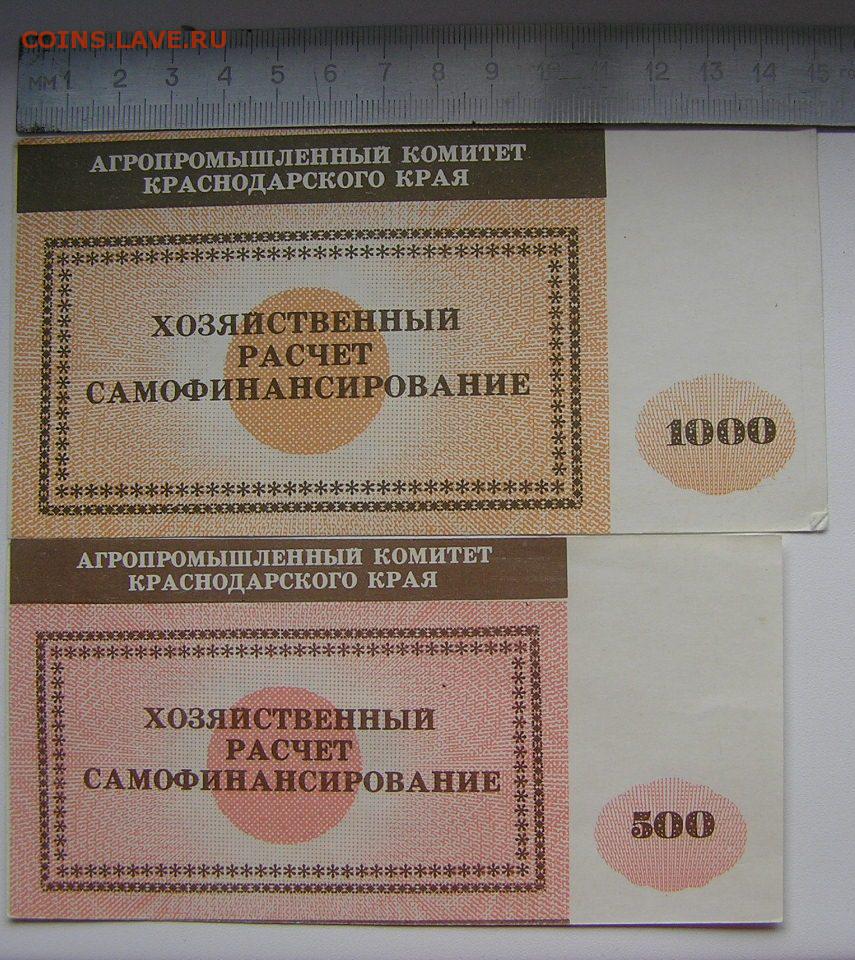 COINS.LAVE.RU
мм 1 2 3 4 5 6 7 8 9 10 11 12 13 14 15
АГРОПРОМЫШЛЕННЫЙ КОМИТЕТ
КРАСНОДАРСКОГО КРАЯ
ХОЗЯЙСТВЕННЫЙ
РАСЧЕТ
САМОФИНАНСИРОВАНИЕ
1000
АГРОПРОМЫШЛЕННЫЙ КОМИТЕТ
КРАСНОДАРСКОГО КРАЯ
ХОЗЯЙСТВЕННЫЙ
РАСЧЕТ
САМОФИНАНСИРОВАНИЕ
500